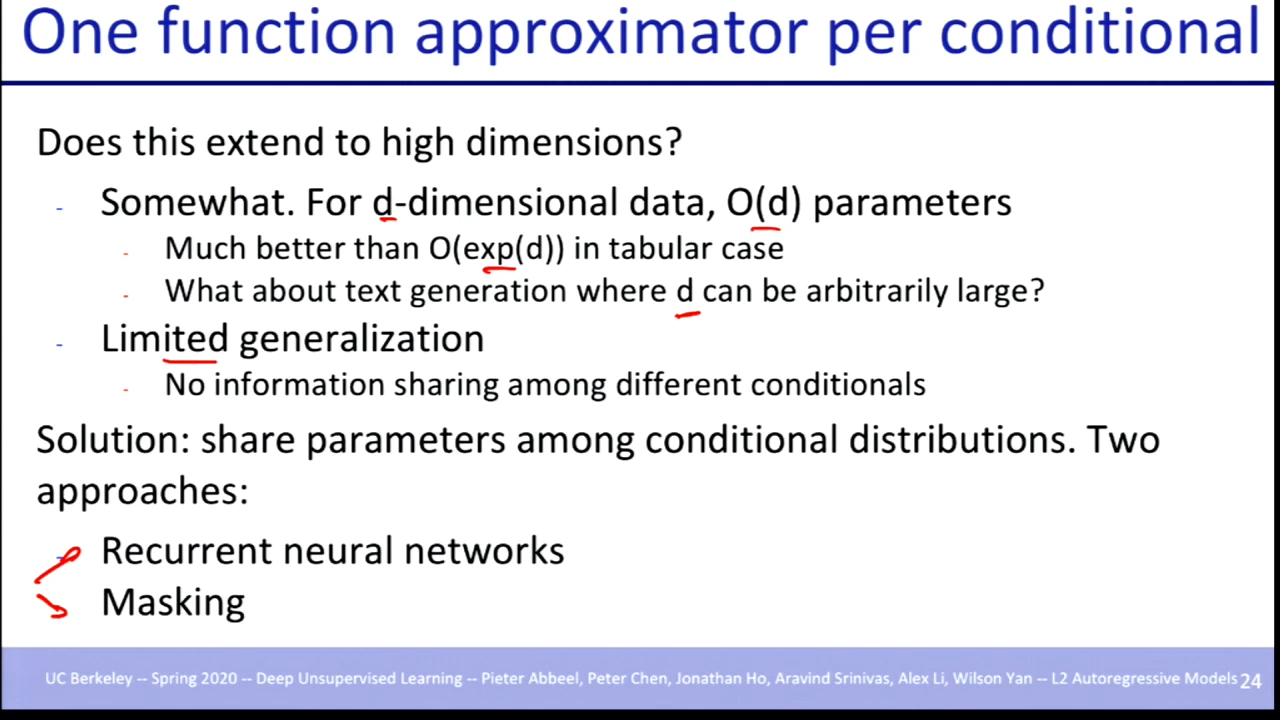 One function approximator per conditional
Does this extend to high dimensions?
- Somewhat. For d-dimensional data, O(d) parameters
- Much better than O(exp(d)) in tabular case
- What about text generation where d can be arbitrarily large?
- Limited generalization
- No information sharing among different conditionals
Solution: share parameters among conditional distributions. Two
approaches:
- Recurrent neural networks
Masking
UC Berkeley -- Spring 2020 -- Deep Unsupervised Learning -- Pieter Abbeel, Peter Chen, Jonathan Ho, Aravind Srinivas, Alex Li, Wilson Yan -- L2 Autoregressive Models 24